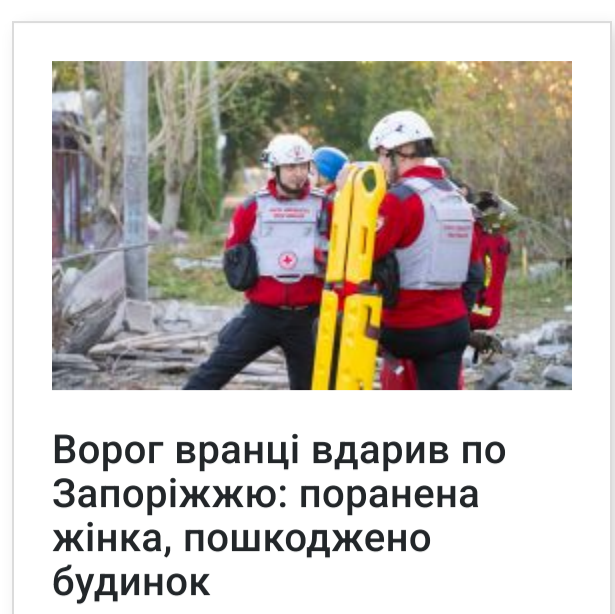 Ворог вранці вдарив по
Запоріжжю: поранена
жінка, пошкоджено
будинок